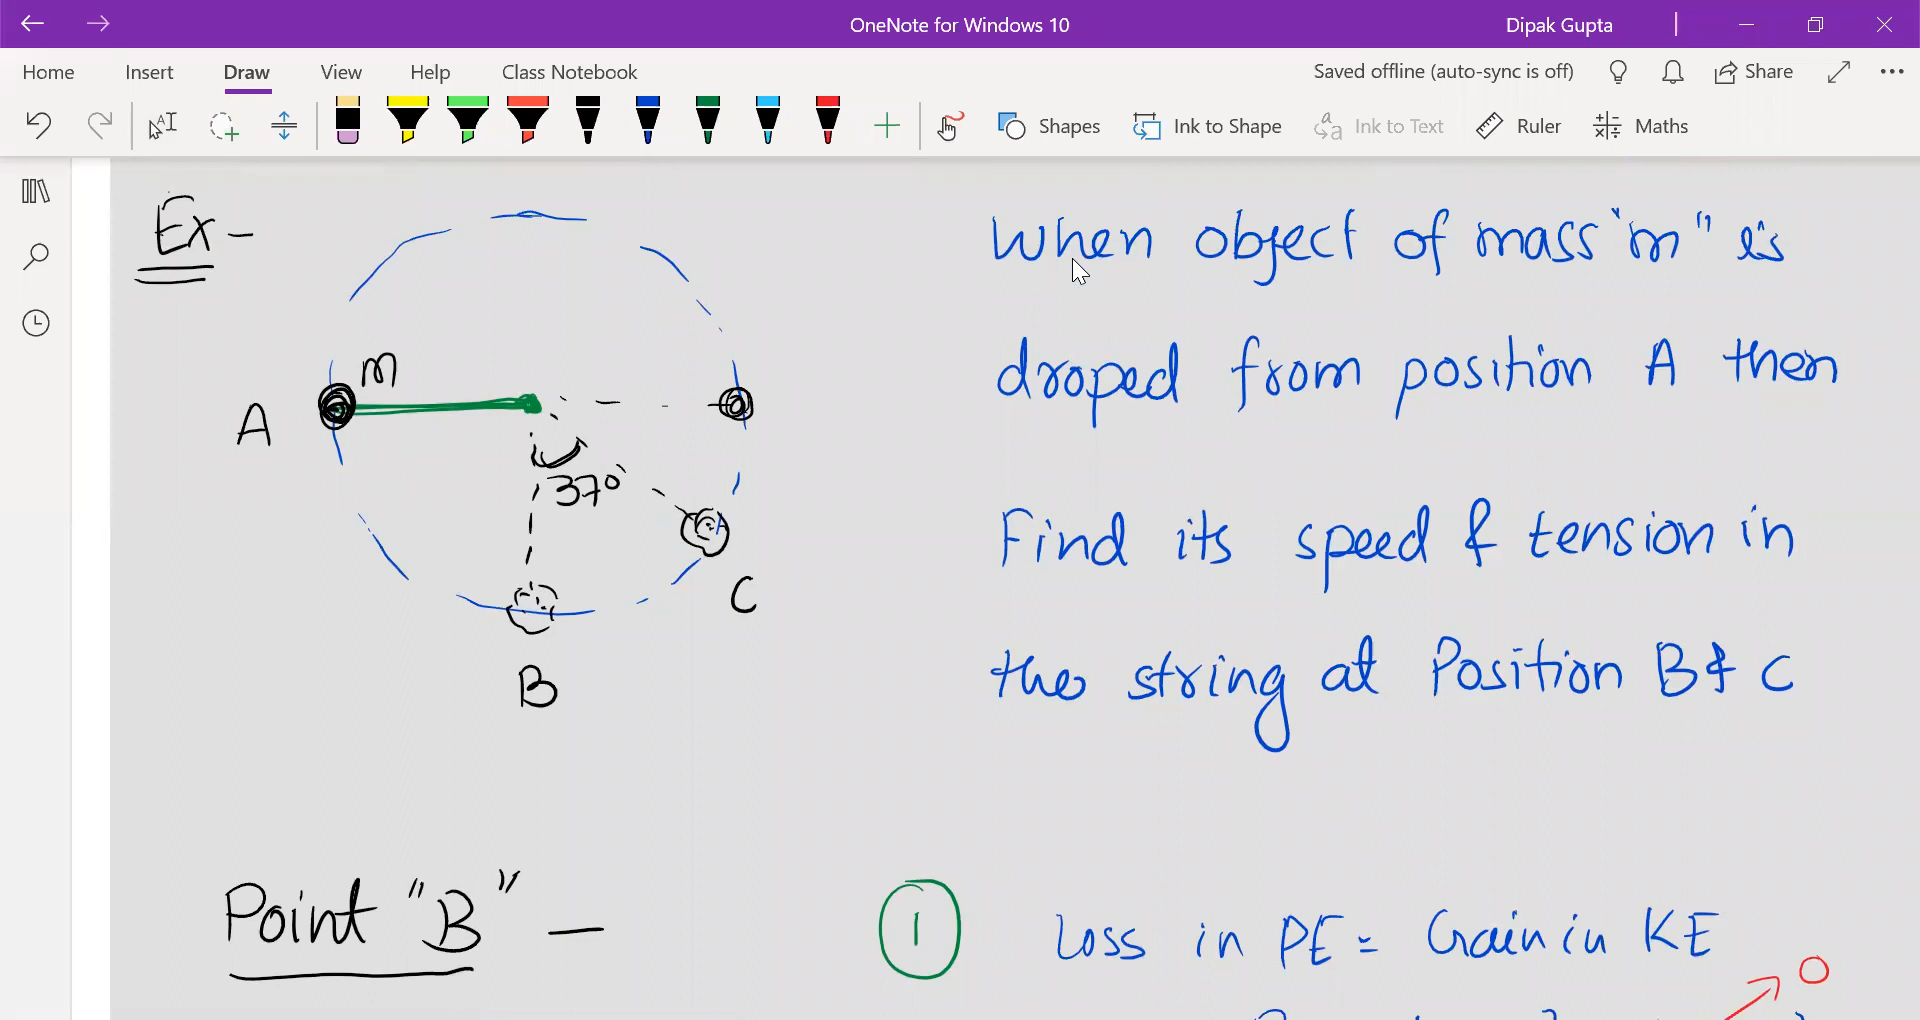 OneNote for Windows 10
Dipak Gupta
Home Insert Draw View Help Class Notebook
Saved offline (auto-sync is off) Share
Shapes Ink to Shape Ink to Text Ruler Maths
Ex-
When object of mass "m" is
droped from position A then
Find its speed & tension in
the string at Position B & C
m
A
37°
C
B
Point "B" —
1 Loss in PE = Gain in KE
0